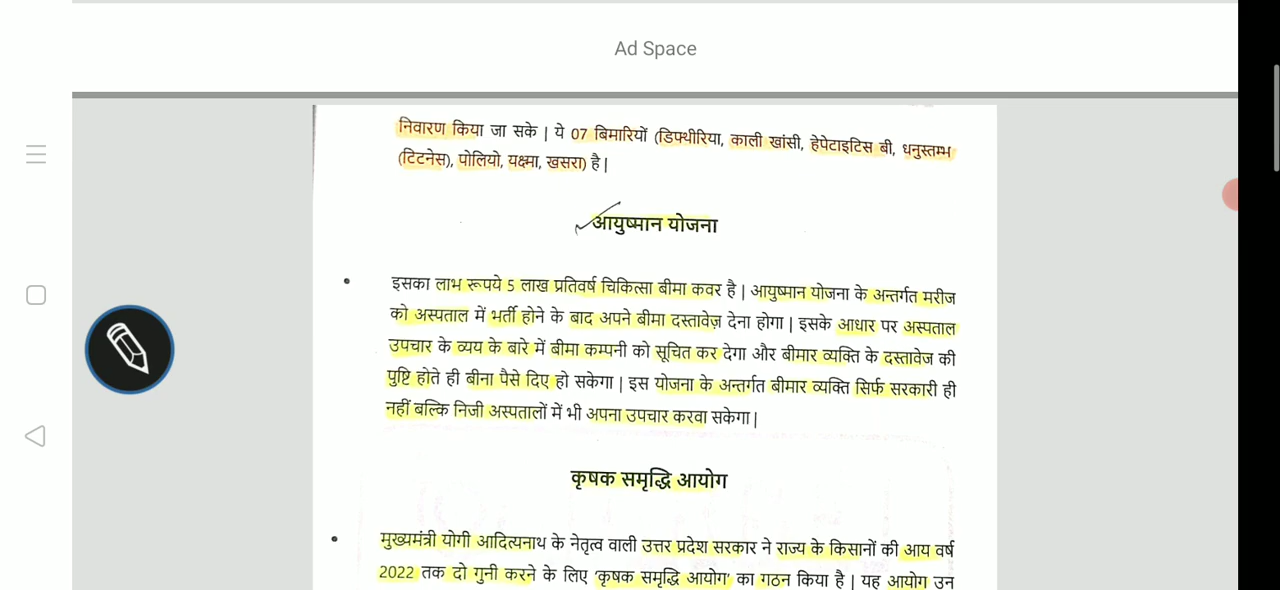 Ad Space
निवारण किया जा सके | ये 07 बिमारियों (डिफ्थीरिया, काली खांसी, हेपेटाइटिस बी, धनुस्तम्भ
(टिटनेस), पोलियो, यक्ष्मा, खसरा) है |
आयुष्मान योजना
• इसका लाभ रूपये 5 लाख प्रतिवर्ष चिकित्सा बीमा कवर है | आयुष्मान योजना के अन्तर्गत मरीज
को अस्पताल में भर्ती होने के बाद अपने बीमा दस्तावेज़ देना होगा | इसके आधार पर अस्पताल
उपचार के व्यय के बारे में बीमा कम्पनी को सूचित कर देगा और बीमार व्यक्ति के दस्तावेज की
पुष्टि होते ही बीना पैसे दिए हो सकेगा | इस योजना के अन्तर्गत बीमार व्यक्ति सिर्फ सरकारी ही
नहीं बल्कि निजी अस्पतालों में भी अपना उपचार करवा सकेगा |
कृषक समृद्धि आयोग
• मुख्यमंत्री योगी आदित्यनाथ के नेतृत्व वाली उत्तर प्रदेश सरकार ने राज्य के किसानों की आय वर्ष
2022 तक दो गुनी करने के लिए ‘कृषक समृद्धि आयोग’ का गठन किया है | यह आयोग उन